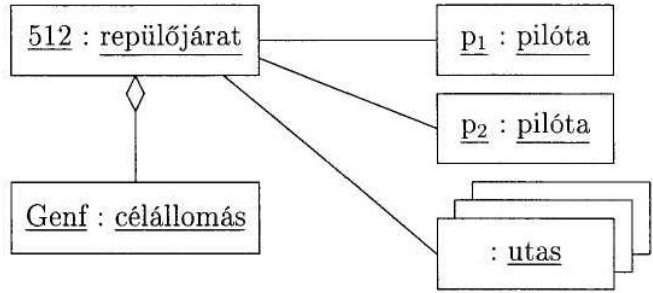 512 : repülőjárat
p₁ : pilóta
p₂ : pilóta
Genf : célállomás
: utas